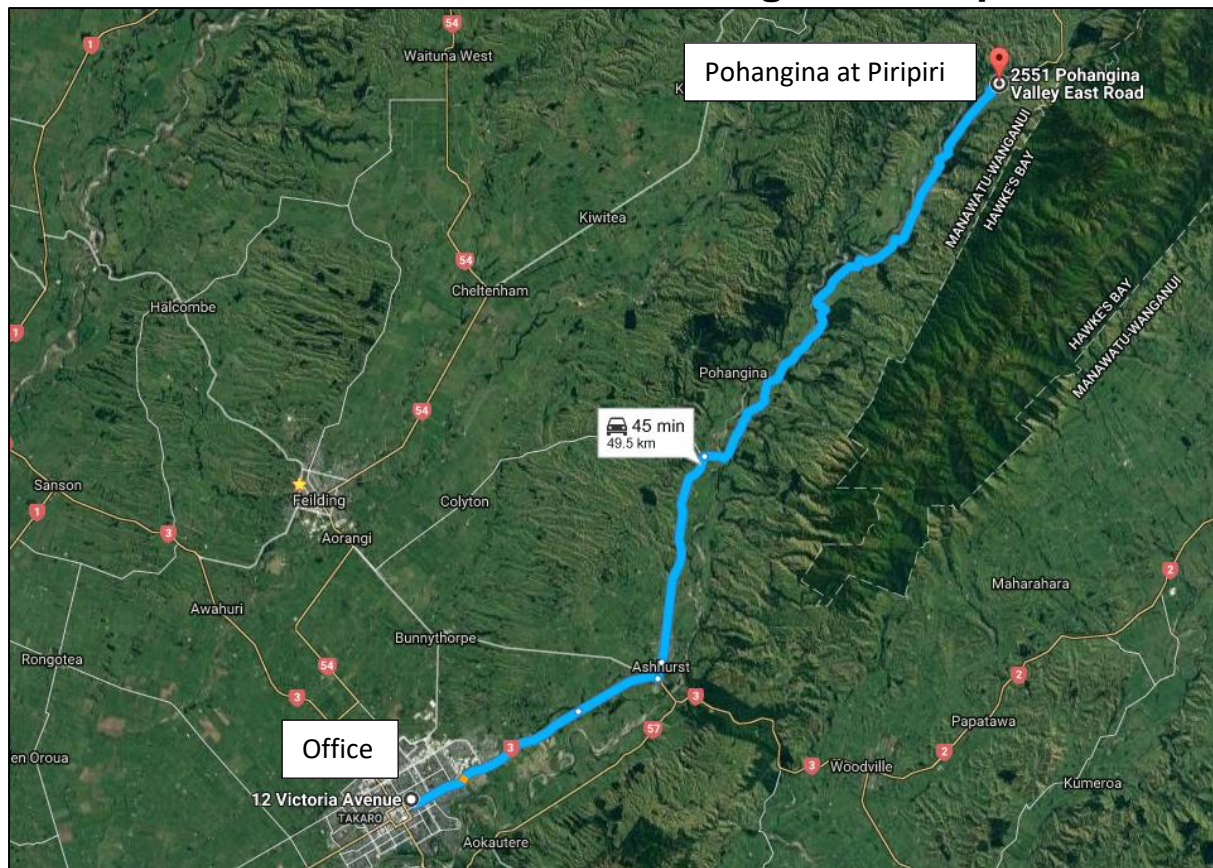 54
1
Waituna West
Pohangina at Piripiri
K
2551 Pohangina
Valley East Road
MANAWATU-WANGANUI
HAWKE'S BAY
Kiwitea
54
Cheltenham
Halcombe
1
HAWKE'S BAY
MANAWATU-WANGANUI
Pohangina
54
45 min
49.5 km
Sanson
Feilding
Colyton
1
3
Aorangi
2
Maharahara
Awahuri
Bunnythorpe
Rongotea
54
Ashhurst
2
3
3
57
Papatawa
Office
3
2
en Oroua
3
Woodville
Kumeroa
12 Victoria Avenue
TAKARO
Aokautere